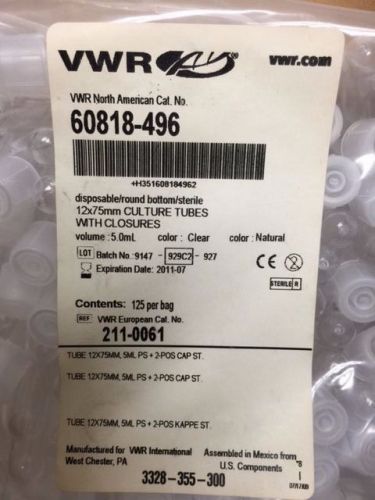 VWR ® vwr.com
VWR North American Cat. No.
60818-496
+H351608184962
disposable/round bottom/sterile
12x75mm CULTURE TUBES
WITH CLOSURES
volume : 5.0mL color : Clear color : Natural
LOT Batch No.: 9147 - 929C2 - 927
Expiration Date: 2011-07
CE 2
STERILE R
Contents: 125 per bag
REF VWR European Cat. No.
211-0061
TUBE 12X75MM, 5ML PS + 2-POS CAP ST.
TUBE 12X75MM, 5ML PS + 2-POS CAP ST.
TUBE 12X75MM, 5ML PS + 2-POS KAPPE ST.
Manufactured for VWR International
West Chester, PA
Assembled in Mexico from
U.S. Components
3328-355-300